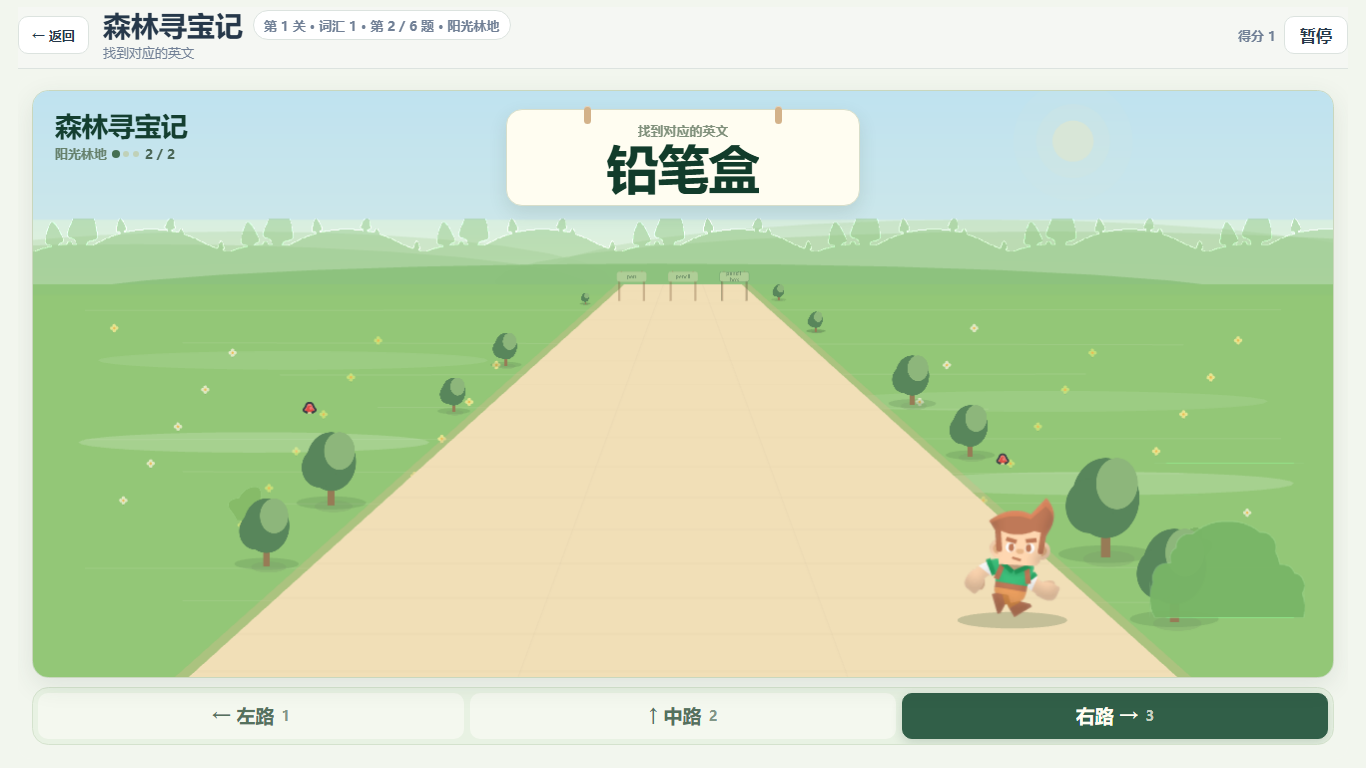 ← 返回
森林寻宝记
第 1 关 • 词汇 1 • 第 2 / 6 题 • 阳光林地
找到对应的英文
得分 1
暂停
森林寻宝记
阳光林地 2 / 2
找到对应的英文
铅笔盒
pencil
← 左路 1
↑ 中路 2
右路 → 3